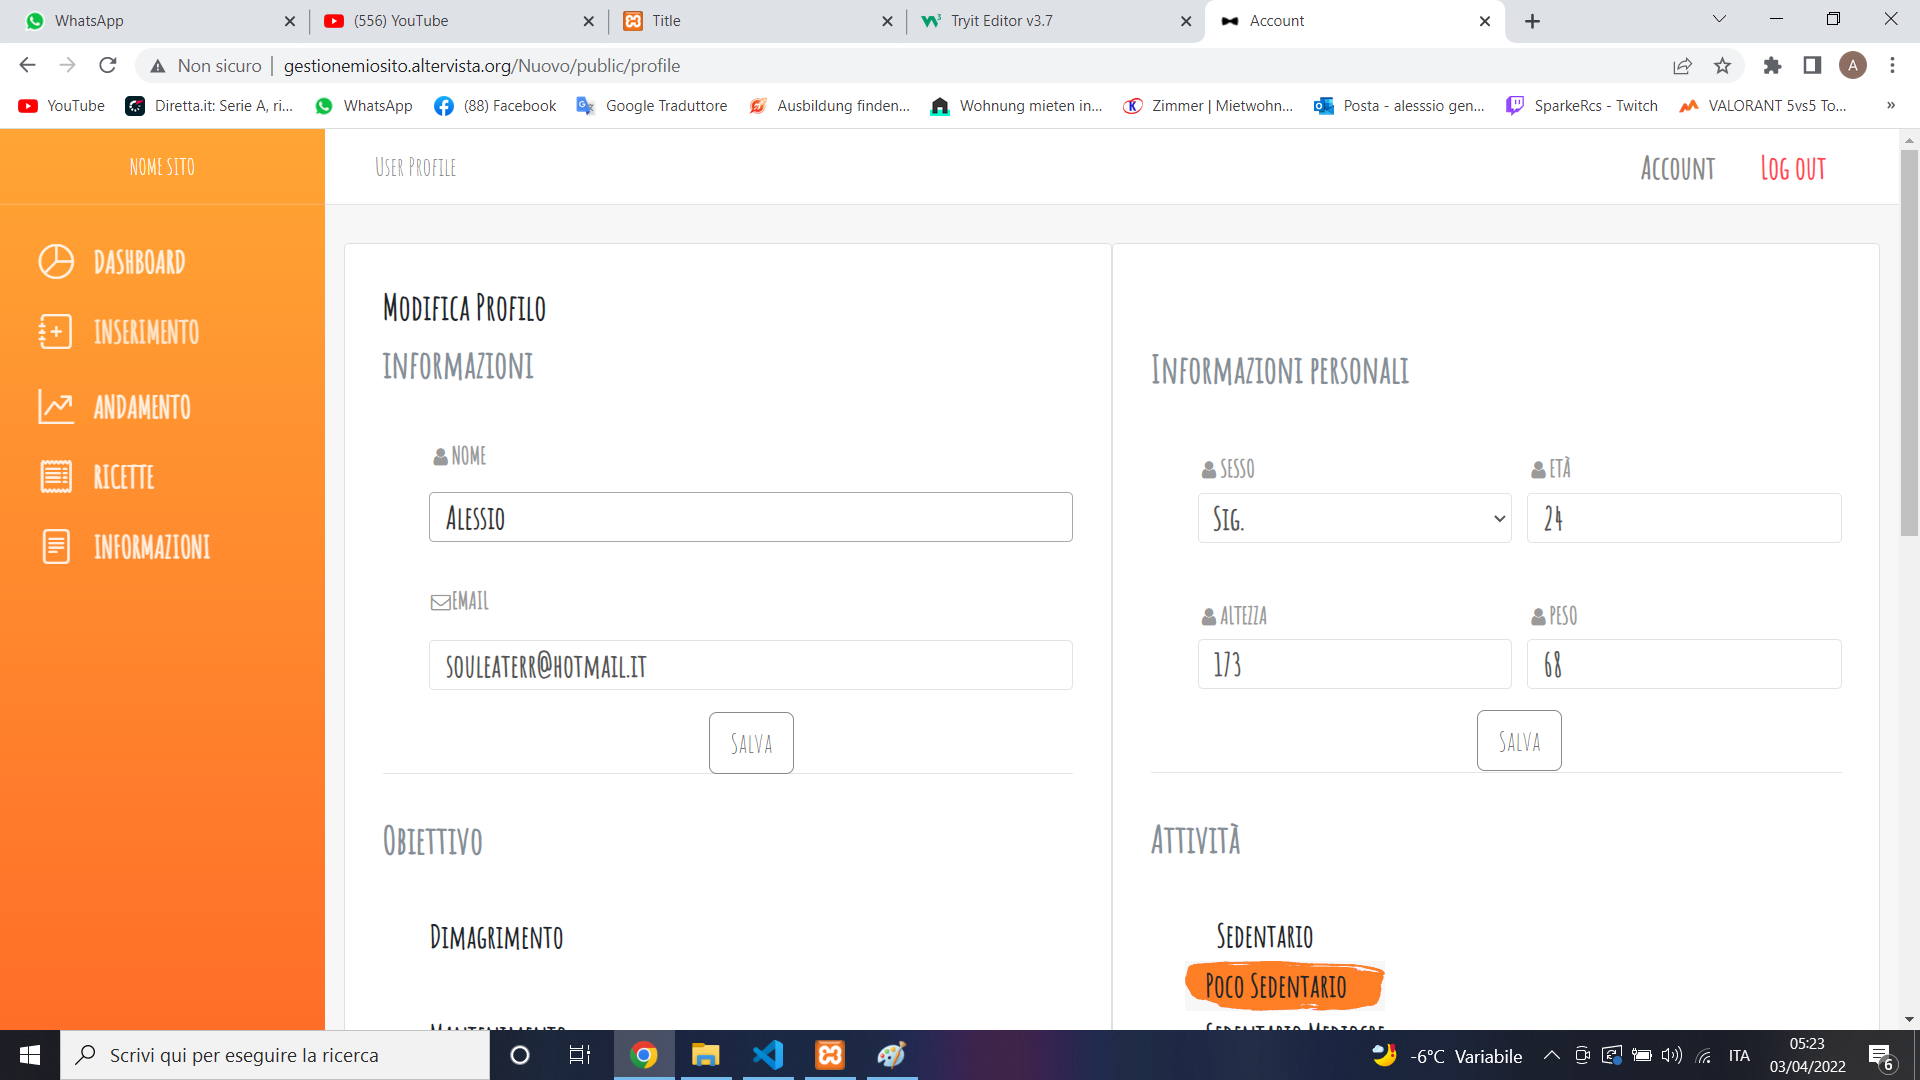 WhatsApp
(556) YouTube
Title
Tryit Editor v3.7
Account
Non sicuro | gestionemiosito.altervista.org/Nuovo/public/profile
A
YouTube
Diretta.it: Serie A, ri...
WhatsApp
(88) Facebook
Google Traduttore
Ausbildung finden...
Wohnung mieten in...
Zimmer | Mietwohn...
Posta - alesssio gen...
SparkeRcs - Twitch
VALORANT 5vs5 To...
»
NOME SITO
User Profile
Account
Log out
DASHBOARD
INSERIMENTO
ANDAMENTO
RICETTE
INFORMAZIONI
Modifica Profilo
informazioni
Informazioni personali
NOME
Alessio
EMAIL
souleaterr@hotmail.it
Salva
SESSO
ETÀ
Sig.
24
ALTEZZA
PESO
173
68
Salva
Obiettivo
Attività
Dimagrimento
Sedentario
Poco Sedentario
Mantenimento
Sedentario Mediocre
Scrivi qui per eseguire la ricerca
-6°C Variabile
ITA
05:23
03/04/2022
6